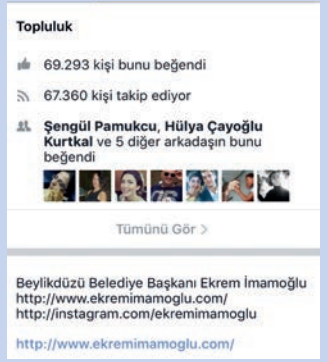 Topluluk
69.293 kişi bunu beğendi
67.360 kişi takip ediyor
Şengül Pamukcu, Hülya Çayoğlu
Kurtkal ve 5 diğer arkadaşın bunu
beğendi
Tümünü Gör >
Beylikdüzü Belediye Başkanı Ekrem İmamoğlu
http://www.ekremimamoglu.com/
http://instagram.com/ekremimamoglu
http://www.ekremimamoglu.com/